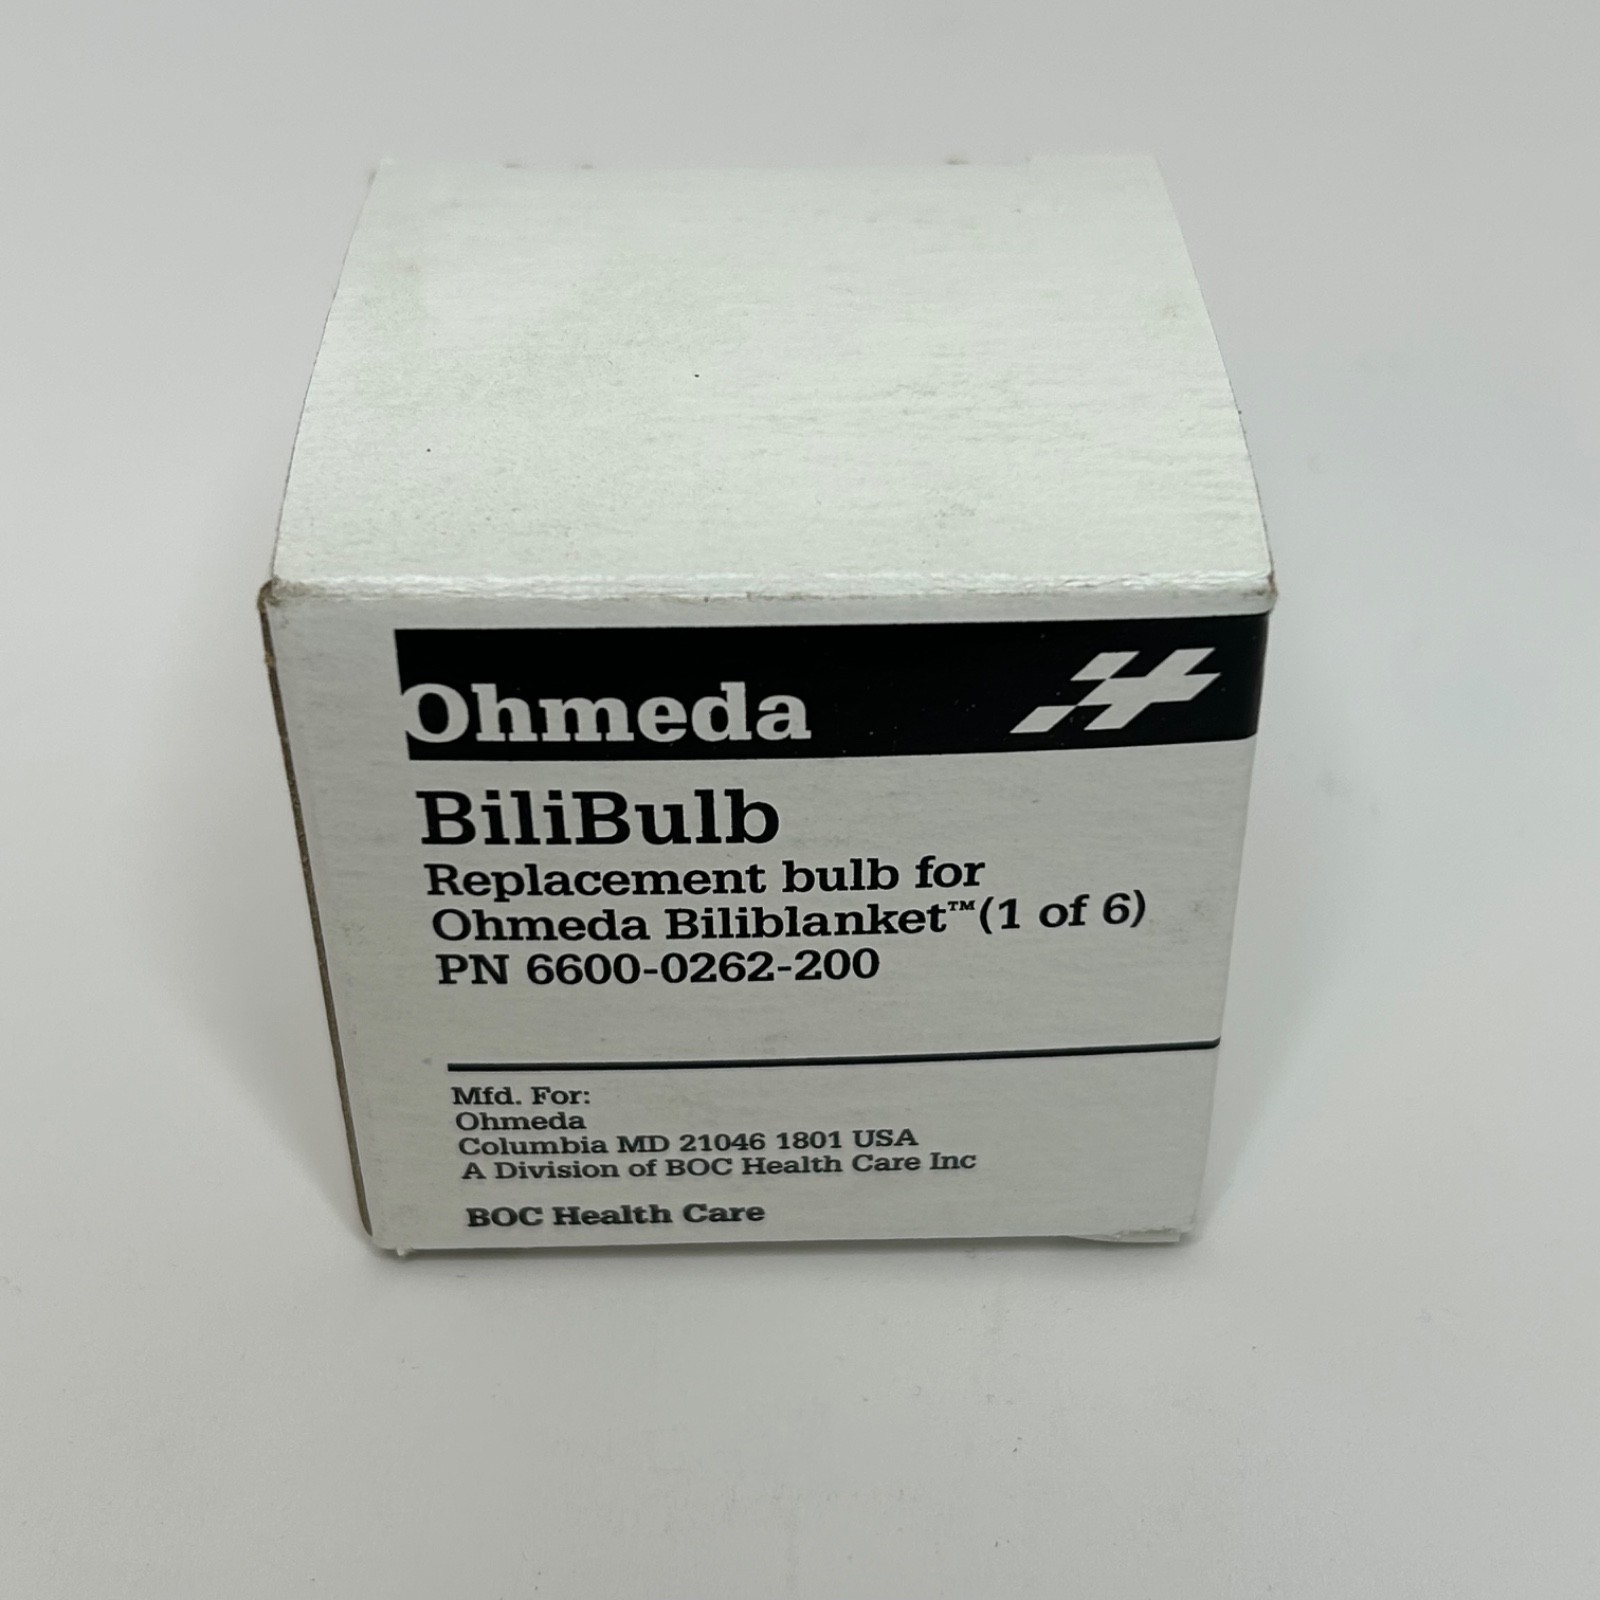 Ohmeda
BiliBulb
Replacement bulb for
Ohmeda Biliblanket™(1 of 6)
PN 6600-0262-200
Mfd. For:
Ohmeda
Columbia MD 21046 1801 USA
A Division of BOC Health Care Inc
BOC Health Care